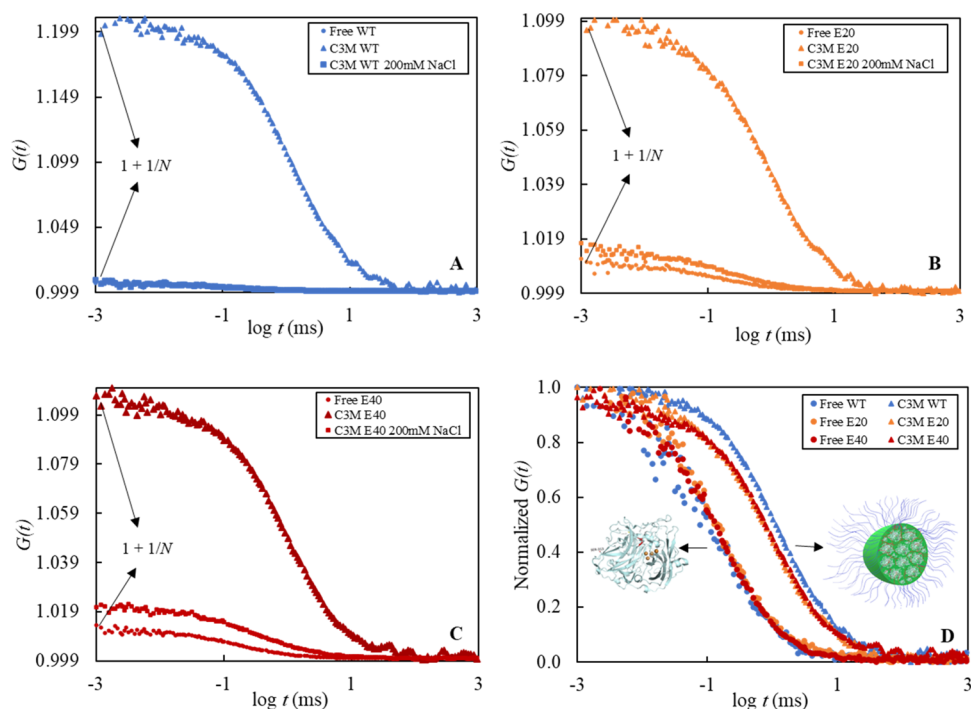 1.199
1.149
1.099
1.049
0.999
G(t)
-3
-1
1
3
log t (ms)
Free WT
C3M WT
C3M WT 200mM NaCl
1 + 1/N
A
1.099
1.079
1.059
1.039
1.019
0.999
G(t)
-3
-1
1
3
log t (ms)
Free E20
C3M E20
C3M E20 200mM NaCl
1 + 1/N
B
1.099
1.079
1.059
1.039
1.019
0.999
G(t)
-3
-1
1
3
log t (ms)
Free E40
C3M E40
C3M E40 200mM NaCl
1 + 1/N
C
1.0
0.8
0.6
0.4
0.2
0.0
Normalized G(t)
-3
-1
1
3
log t (ms)
Free WT C3M WT
Free E20 C3M E20
Free E40 C3M E40
D